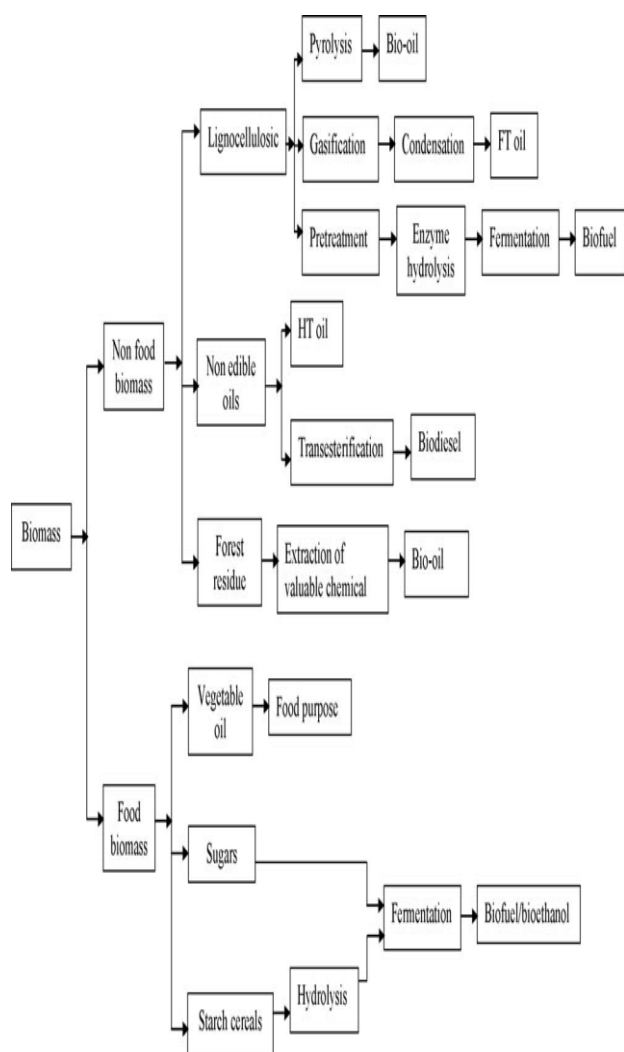 Pyrolysis
Bio-oil
Lignocellulosic
Gasification
Condensation
FT oil
Pretreatment
Enzyme
hydrolysis
Fermentation
Biofuel
HT oil
Non food
biomass
Non edible
oils
Transesterification
Biodiesel
Biomass
Forest
residue
Extraction of
valuable chemical
Bio-oil
Vegetable
oil
Food purpose
Food
biomass
Sugars
Fermentation
Biofuel/bioethanol
Hydrolysis
Starch cereals